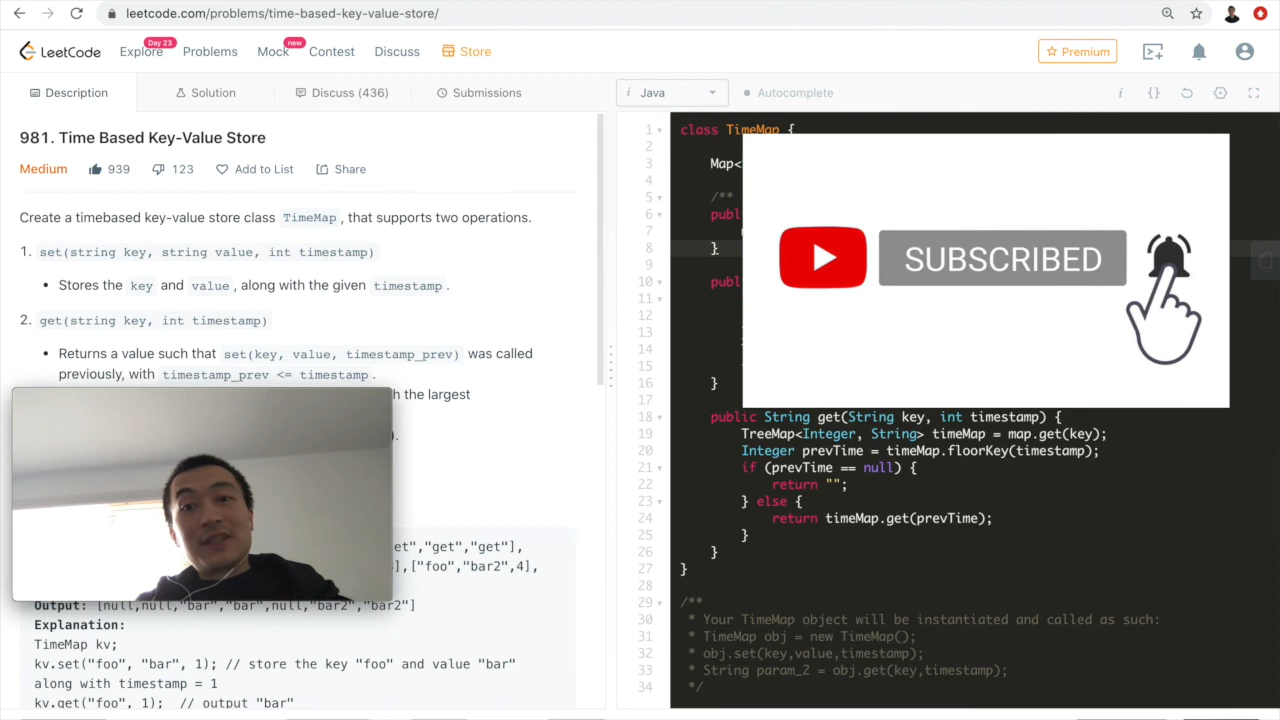 leetcode.com/problems/time-based-key-value-store/
LeetCode
Explore
Day 23
Problems
Mock
new
Contest
Discuss
Store
Premium
Description
Solution
Discuss (436)
Submissions
i Java
Autocomplete
i {}
981. Time Based Key-Value Store
Medium
939
123
Add to List
Share
Create a timebased key-value store class TimeMap, that supports two operations.
1. set(string key, string value, int timestamp)
• Stores the key and value, along with the given timestamp.
2. get(string key, int timestamp)
• Returns a value such that set(key, value, timestamp_prev) was called
previously, with timestamp_prev <= timestamp.
h the largest
).
et","get","get"],
],["foo","bar2",4],
Output: [null,null,"bar","bar",null,"bar2","bar2"]
Explanation:
TimeMap kv;
kv.set("foo", "bar", 1); // store the key "foo" and value "bar"
along with timestamp = 1
kv.get("foo", 1);  // output "bar"
1 class TimeMap {
2
3 Map<
4
5 /**
6 publ
7
8 }
9
10 publ
11
12
13
14
15
16 }
17
18 public String get(String key, int timestamp) {
19 TreeMap<Integer, String> timeMap = map.get(key);
20 Integer prevTime = timeMap.floorKey(timestamp);
21 if (prevTime == null) {
22 return "";
23 } else {
24 return timeMap.get(prevTime);
25 }
26 }
27 }
28
29 /**
30 * Your TimeMap object will be instantiated and called as such:
31 * TimeMap obj = new TimeMap();
32 * obj.set(key,value,timestamp);
33 * String param_2 = obj.get(key,timestamp);
34 */
SUBSCRIBED